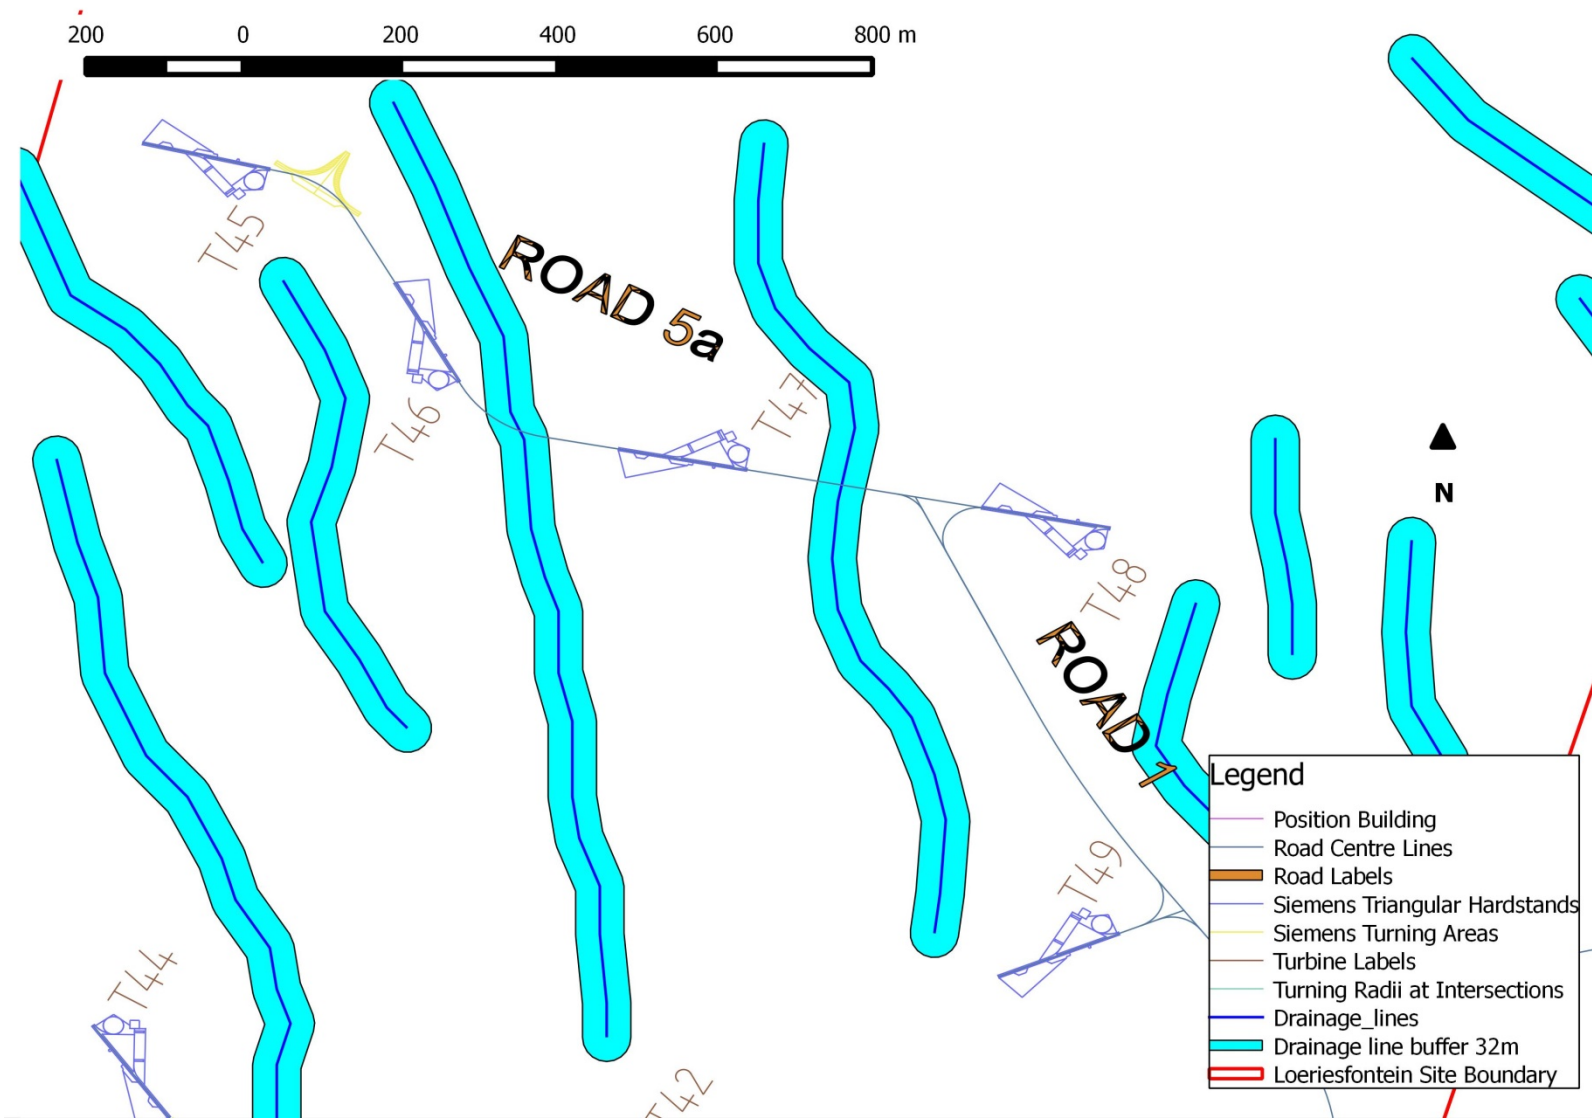 200 0 200 400 600 800 m
T45
ROAD 5a
T46
T47
N
T48
ROAD 1
T49
T44
T42
Legend
Position Building
Road Centre Lines
Road Labels
Siemens Triangular Hardstands
Siemens Turning Areas
Turbine Labels
Turning Radii at Intersections
Drainage_lines
Drainage line buffer 32m
Loeriesfontein Site Boundary